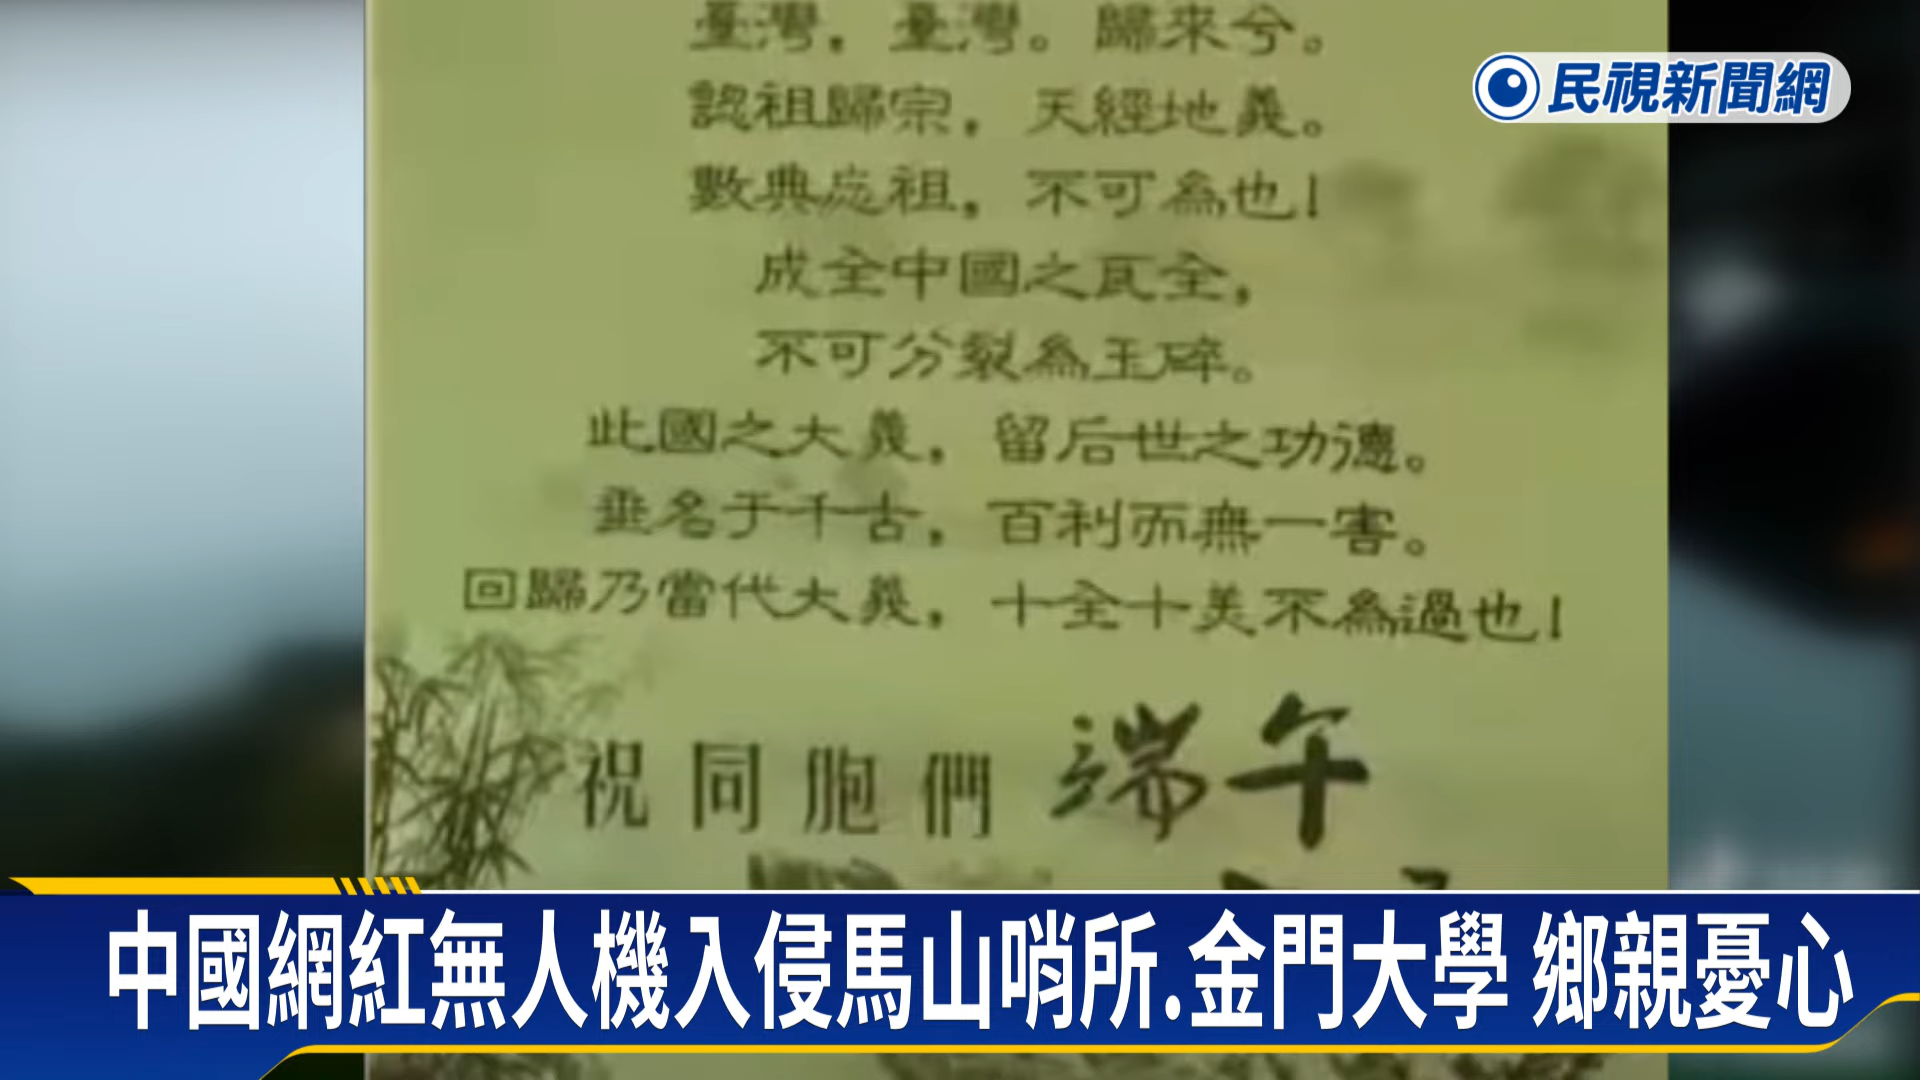 臺灣，臺灣。歸來兮。
民視新聞網
認祖歸宗，天經地義。
數典忘祖，不可為也！
成全中國之瓦全，
不可分裂為玉碎。
此國之大義，留后世之功德。
垂名于千古，百利而無一害。
回歸乃當代大義，十全十美不為過也！
祝同胞們 端午
中國網紅無人機入侵馬山哨所.金門大學 鄉親憂心